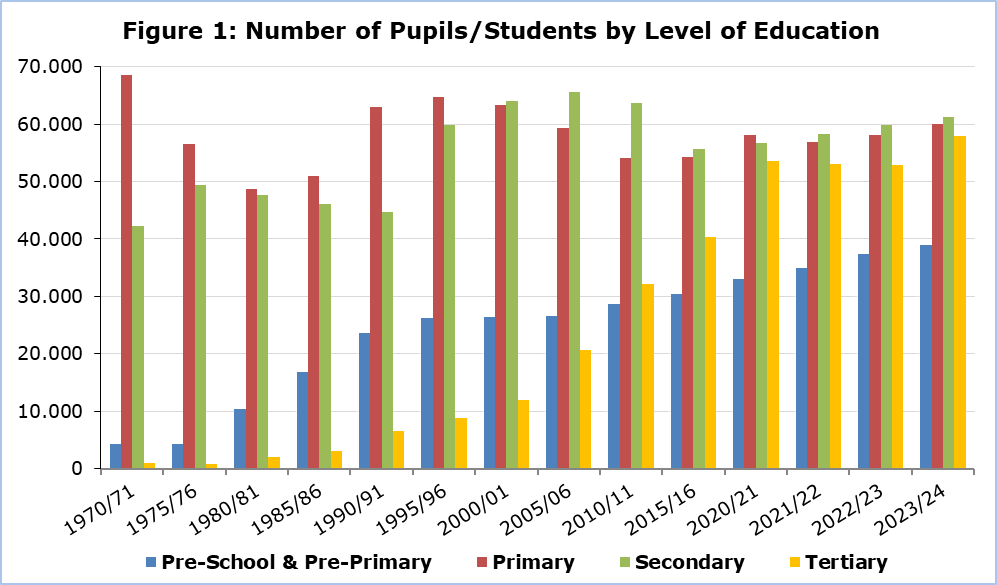 Figure 1: Number of Pupils/Students by Level of Education
70.000
60.000
50.000
40.000
30.000
20.000
10.000
0
1970/71 1975/76 1980/81 1985/86 1990/91 1995/96 2000/01 2005/06 2010/11 2015/16 2020/21 2021/22 2022/23 2023/24
Pre-School & Pre-Primary Primary Secondary Tertiary